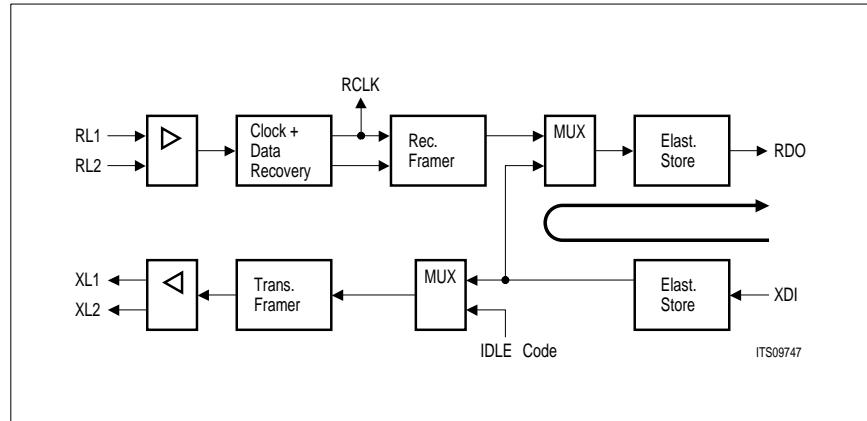 RCLK
RL1
RL2
Clock +
Data
Recovery
Rec.
Framer
MUX
Elast.
Store
RDO
XL1
XL2
Trans.
Framer
MUX
IDLE Code
Elast.
Store
XDI
ITS09747